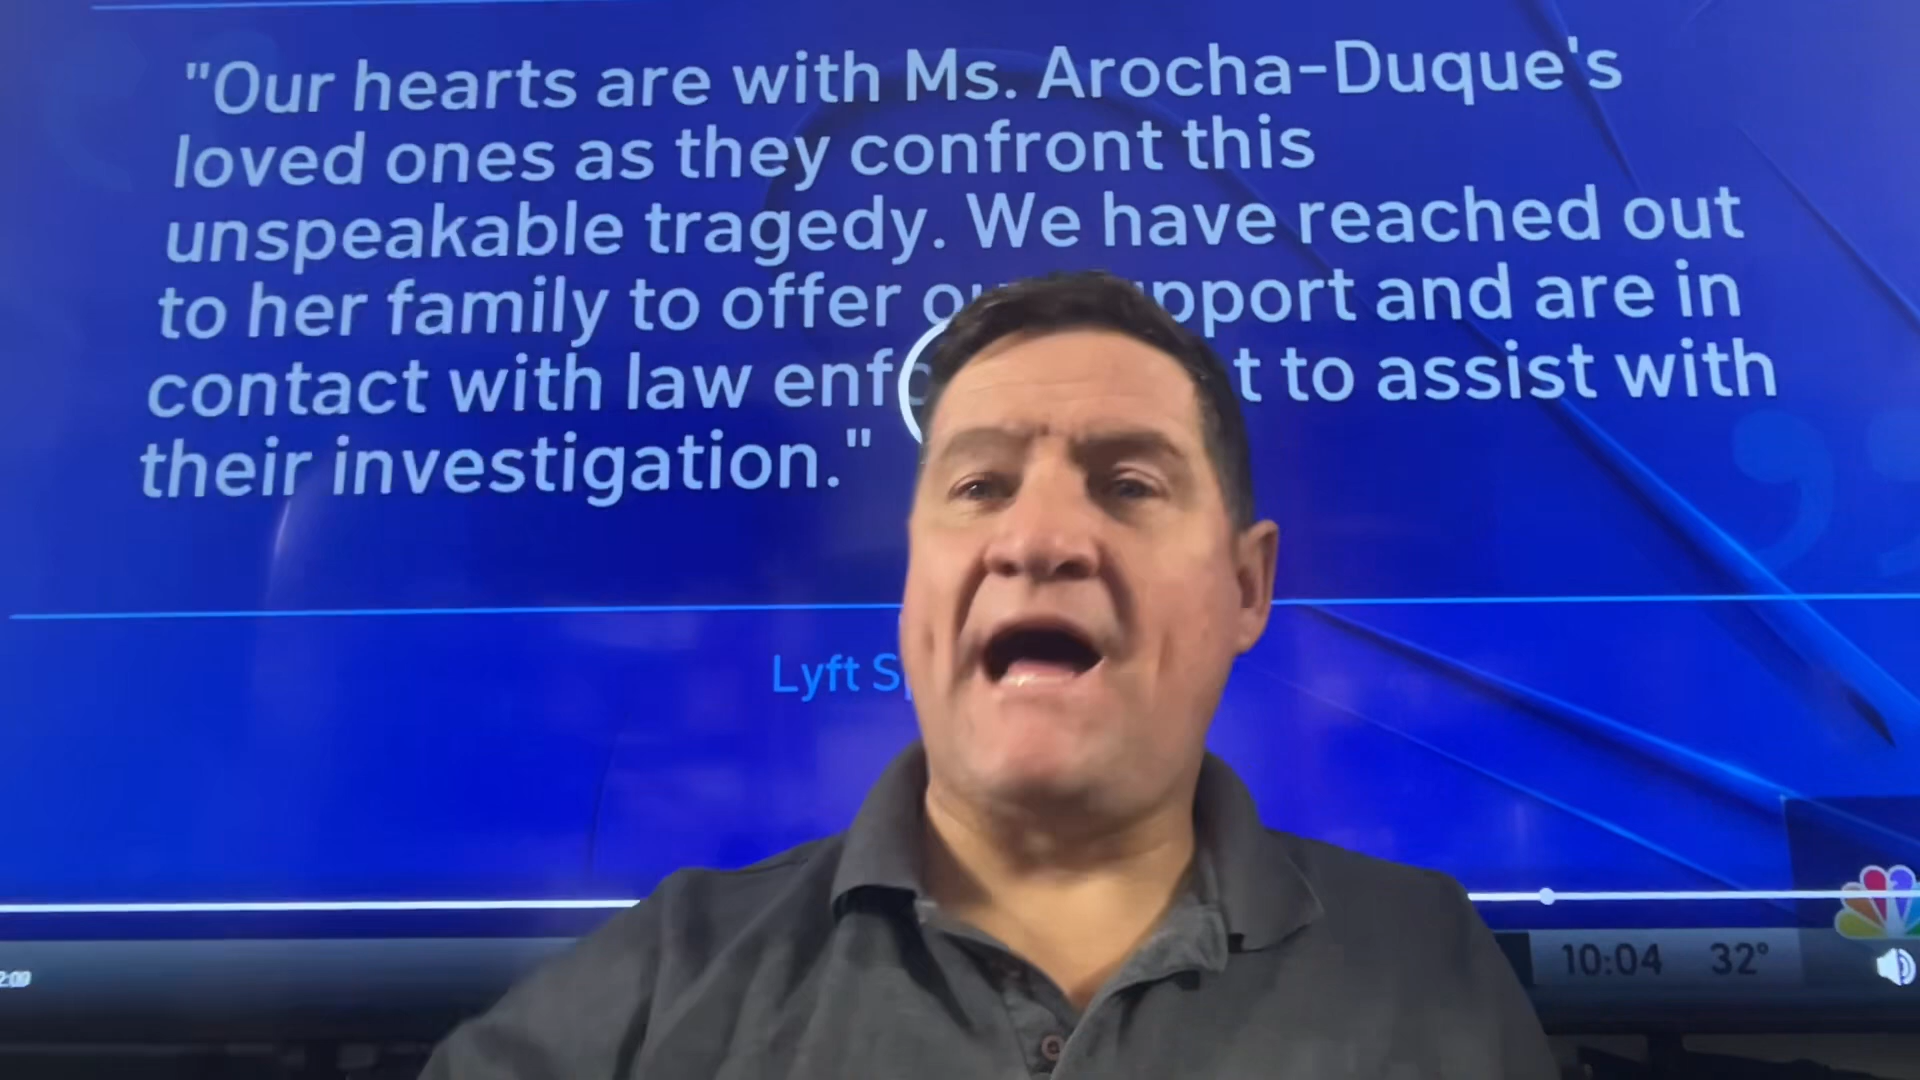 "Our hearts are with Ms. Arocha-Duque's
loved ones as they confront this
unspeakable tragedy. We have reached out
to her family to offer and are in
contact with law to assist with
their investigation."
Lyft
10:04 32°